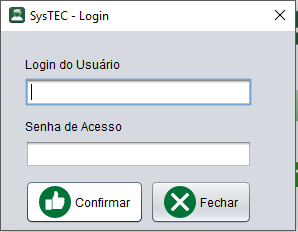 SysTEC - Login
Login do Usuário
Senha de Acesso
Confirmar
Fechar